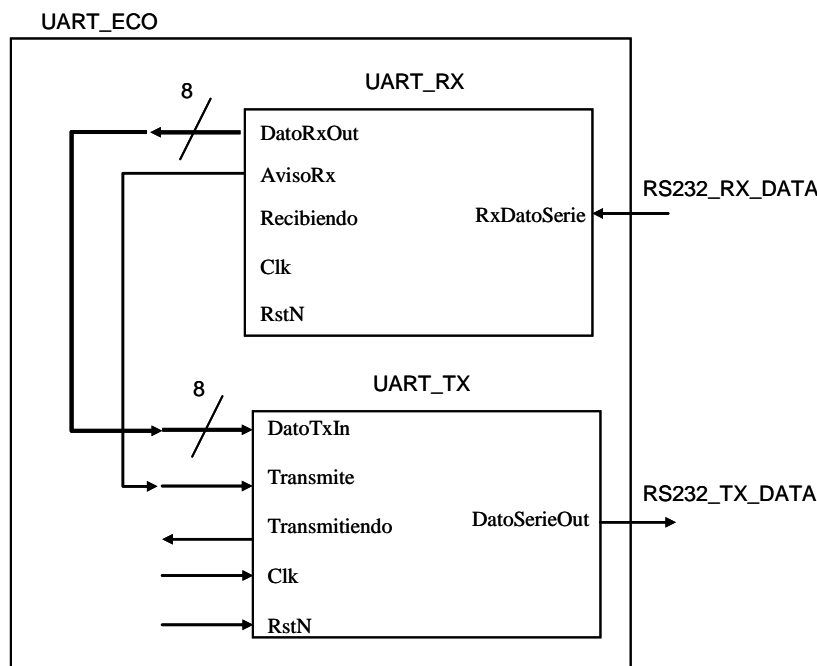 UART_ECO
UART_RX
8
DatoRxOut
AvisoRx
Recibiendo
Clk
RstN
RxDatoSerie
RS232_RX_DATA
UART_TX
8
DatoTxIn
Transmite
Transmitiendo
Clk
RstN
DatoSerieOut
RS232_TX_DATA